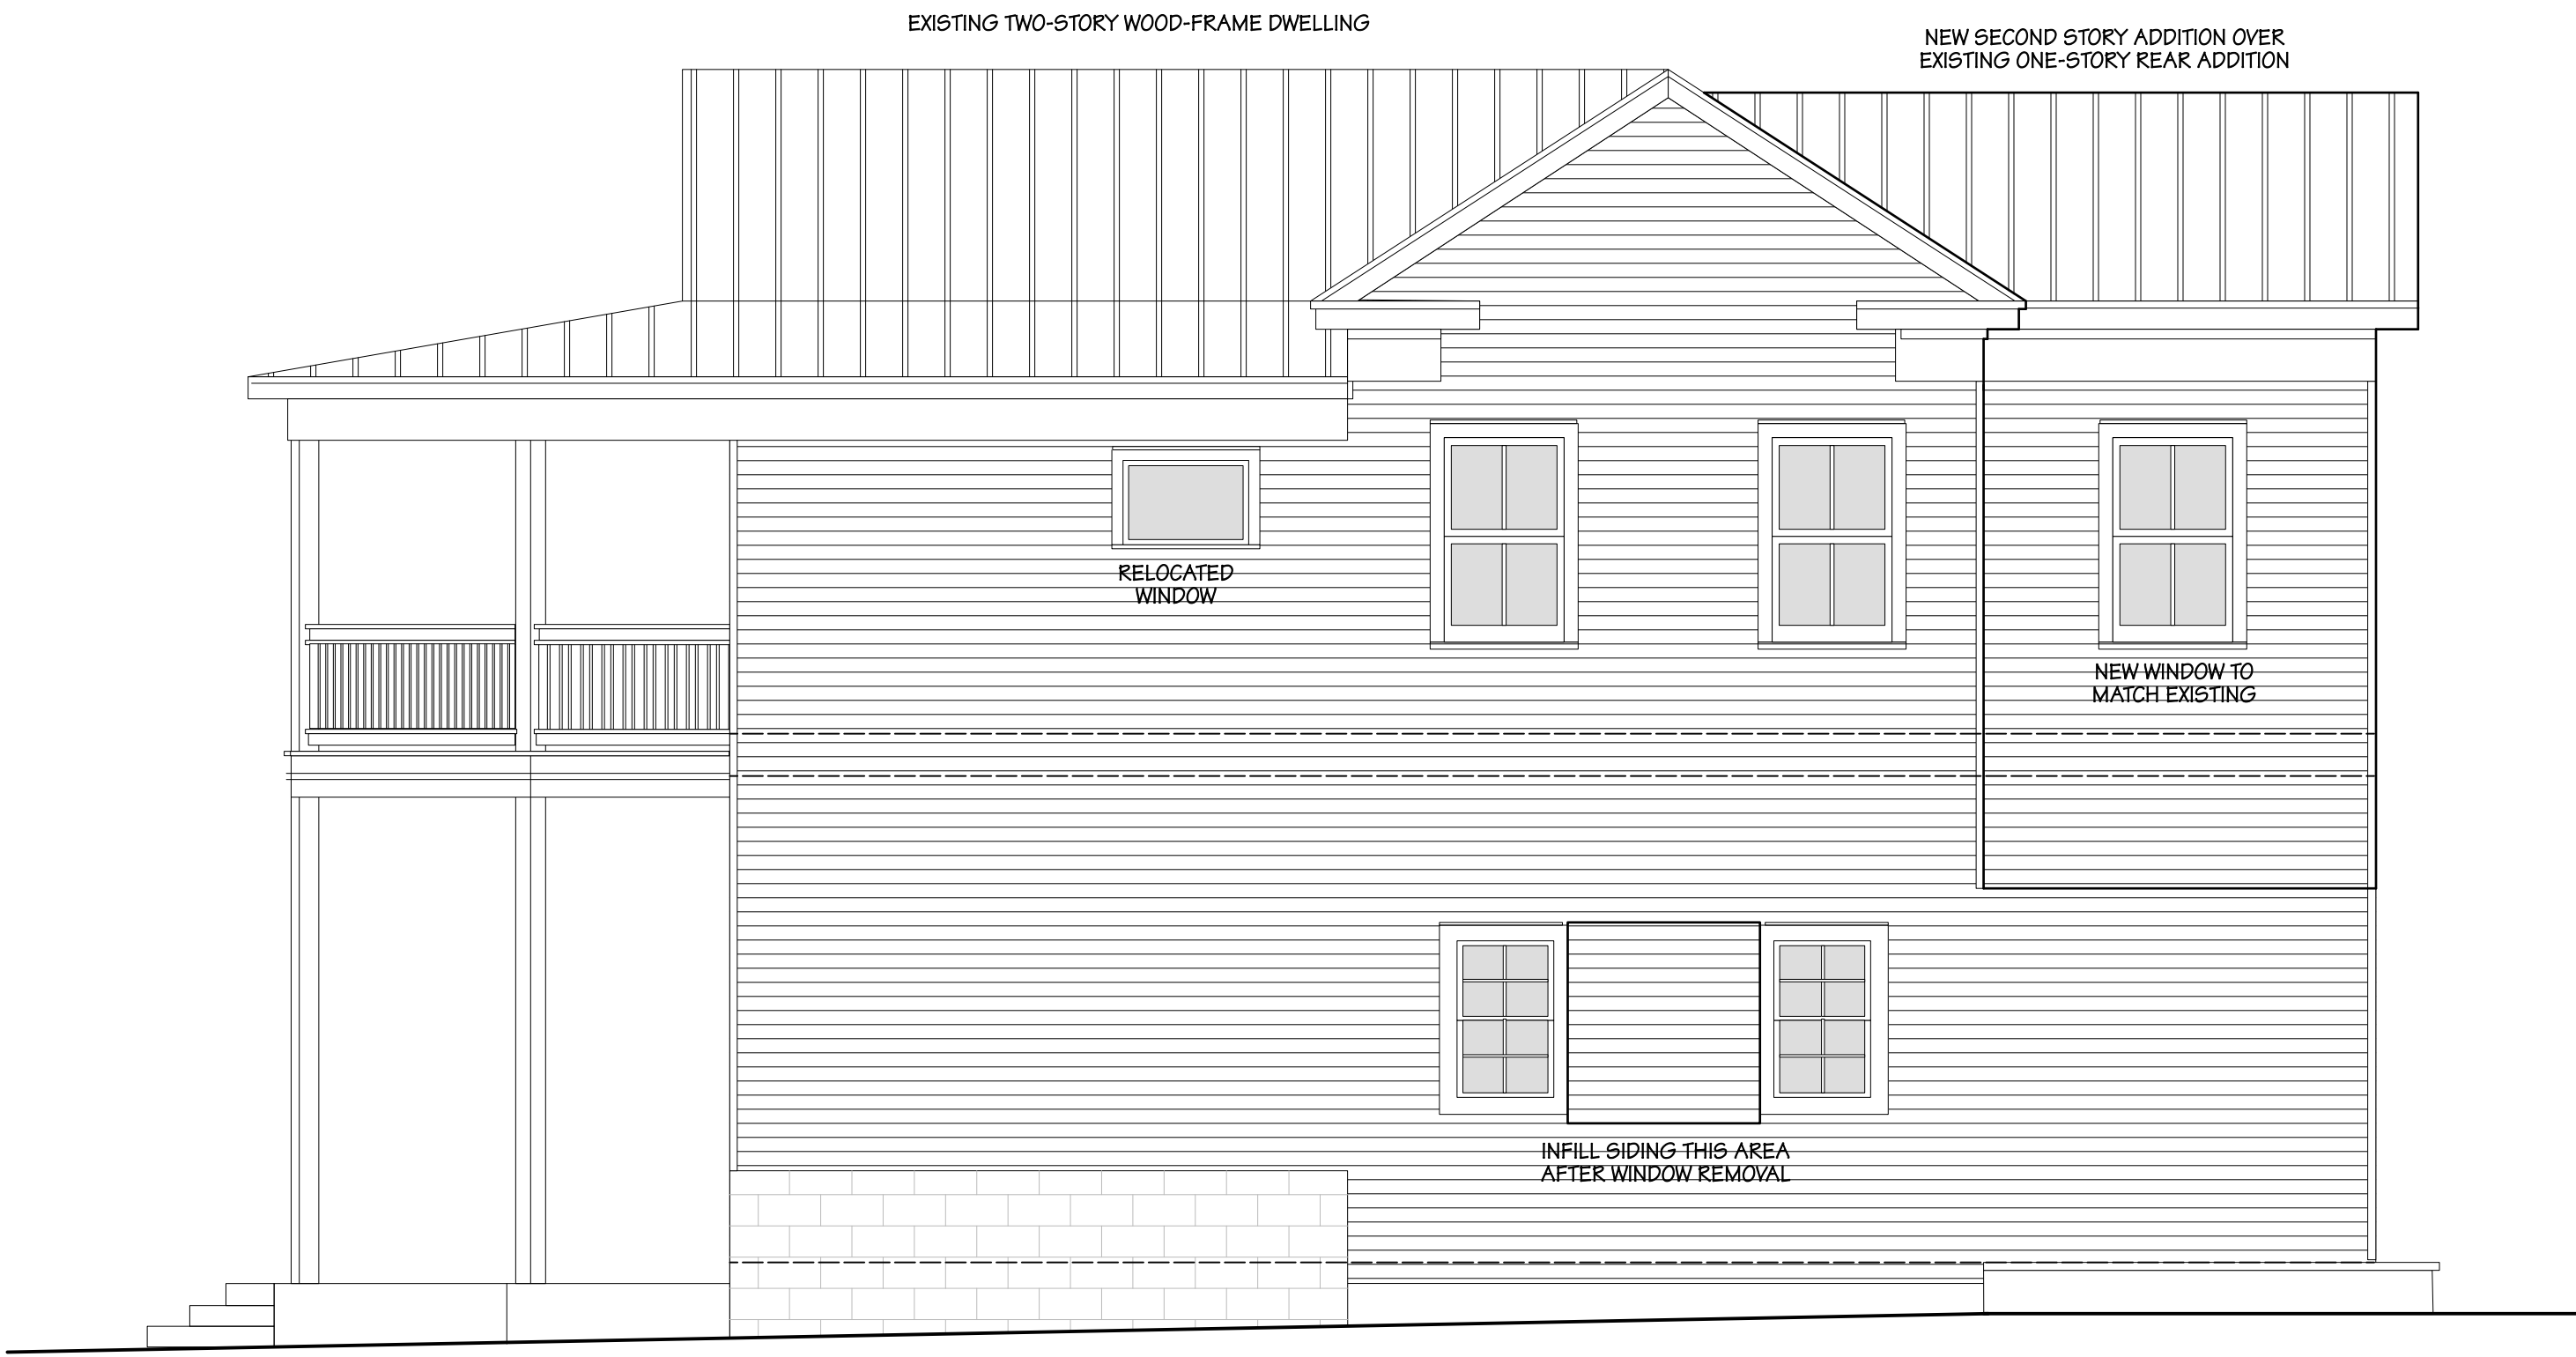 EXISTING TWO-STORY WOOD-FRAME DWELLING
NEW SECOND STORY ADDITION OVER
EXISTING ONE-STORY REAR ADDITION
RELOCATED
WINDOW
NEW WINDOW TO
MATCH EXISTING
INFILL SIDING THIS AREA
AFTER WINDOW REMOVAL